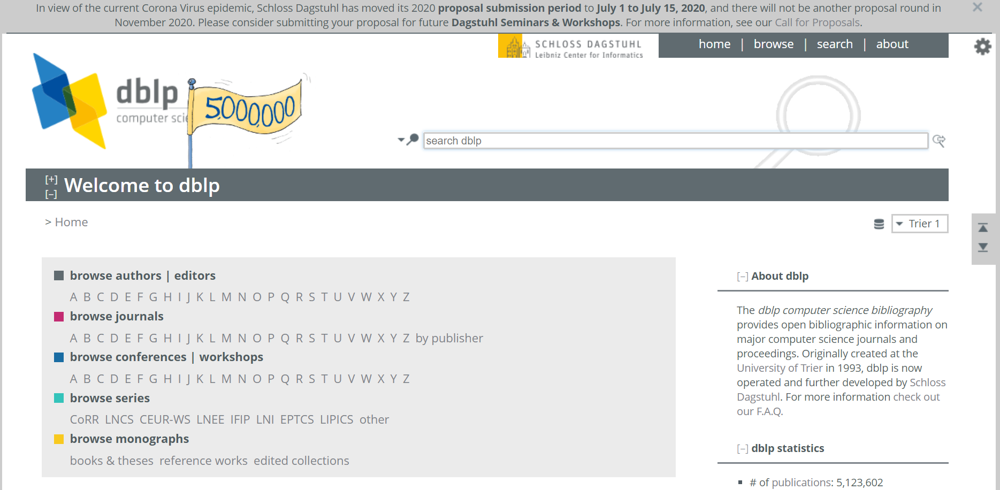 In view of the current Corona Virus epidemic, Schloss Dagstuhl has moved its 2020 proposal submission period to July 1 to July 15, 2020, and there will not be another proposal round in
November 2020. Please consider submitting your proposal for future Dagstuhl Seminars & Workshops. For more information, see our Call for Proposals.
SCHLOSS DAGSTUHL
Leibniz Center for Informatics
home | browse | search | about
dblp
computer scie
5,000,000
search dblp
[+]
[–]
Welcome to dblp
> Home
Trier 1
browse authors | editors
A B C D E F G H I J K L M N O P Q R S T U V W X Y Z
browse journals
A B C D E F G H I J K L M N O P Q R S T U V W X Y Z by publisher
browse conferences | workshops
A B C D E F G H I J K L M N O P Q R S T U V W X Y Z
browse series
CoRR LNCS CEUR-WS LNEE IFIP LNI EPTCS LIPICS other
browse monographs
books & theses reference works edited collections
[–] About dblp
The dblp computer science bibliography
provides open bibliographic information on
major computer science journals and
proceedings. Originally created at the
University of Trier in 1993, dblp is now
operated and further developed by Schloss
Dagstuhl. For more information check out
our F.A.Q.
[–] dblp statistics
# of publications: 5,123,602